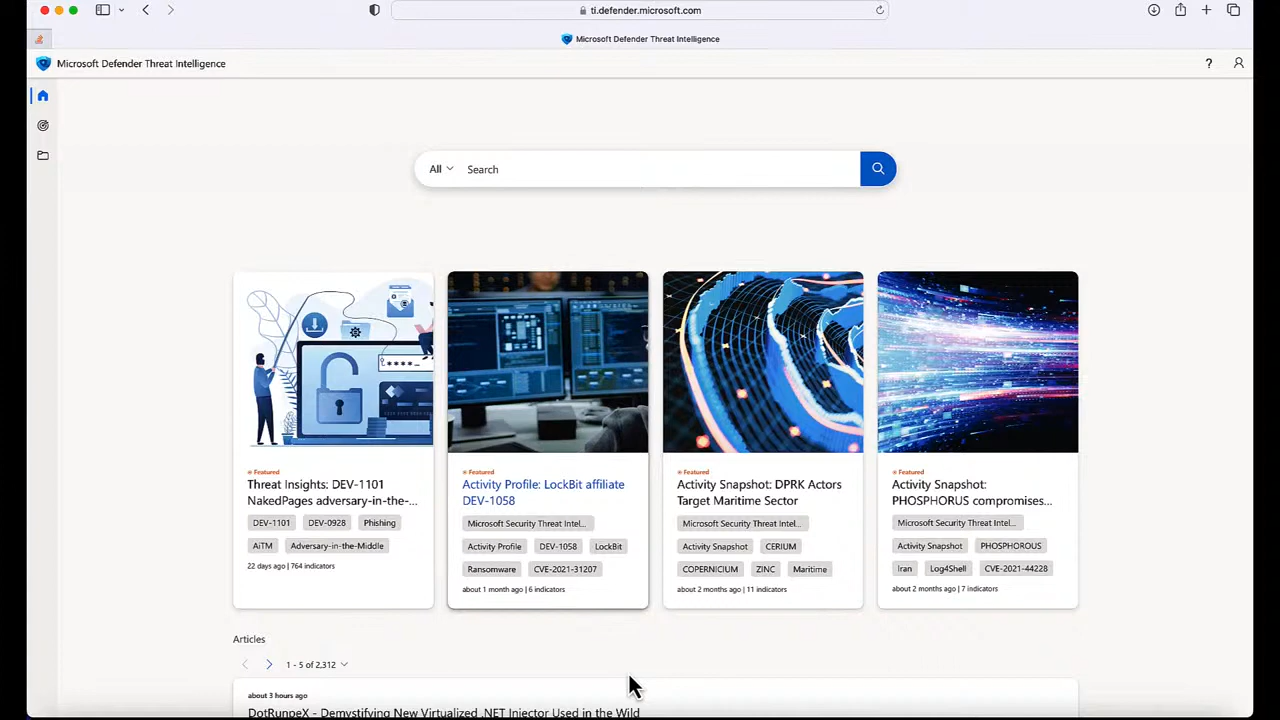 ti.defender.microsoft.com
Microsoft Defender Threat Intelligence
Microsoft Defender Threat Intelligence
?
All
Search
Featured
Threat Insights: DEV-1101
NakedPages adversary-in-the-...
DEV-1101 DEV-0928 Phishing
AiTM Adversary-in-the-Middle
22 days ago | 764 indicators
Featured
Activity Profile: LockBit affiliate
DEV-1058
Microsoft Security Threat Intel...
Activity Profile DEV-1058 LockBit
Ransomware CVE-2021-31207
about 1 month ago | 6 indicators
Featured
Activity Snapshot: DPRK Actors
Target Maritime Sector
Microsoft Security Threat Intel...
Activity Snapshot CERIUM
COPERNICIUM ZINC Maritime
about 2 months ago | 11 indicators
Featured
Activity Snapshot:
PHOSPHORUS compromises...
Microsoft Security Threat Intel...
Activity Snapshot PHOSPHOROUS
Iran Log4Shell CVE-2021-44228
about 2 months ago | 7 indicators
Articles
1 - 5 of 2,312
about 3 hours ago
DotRunpeX - Demystifying New Virtualized .NET Injector Used in the Wild